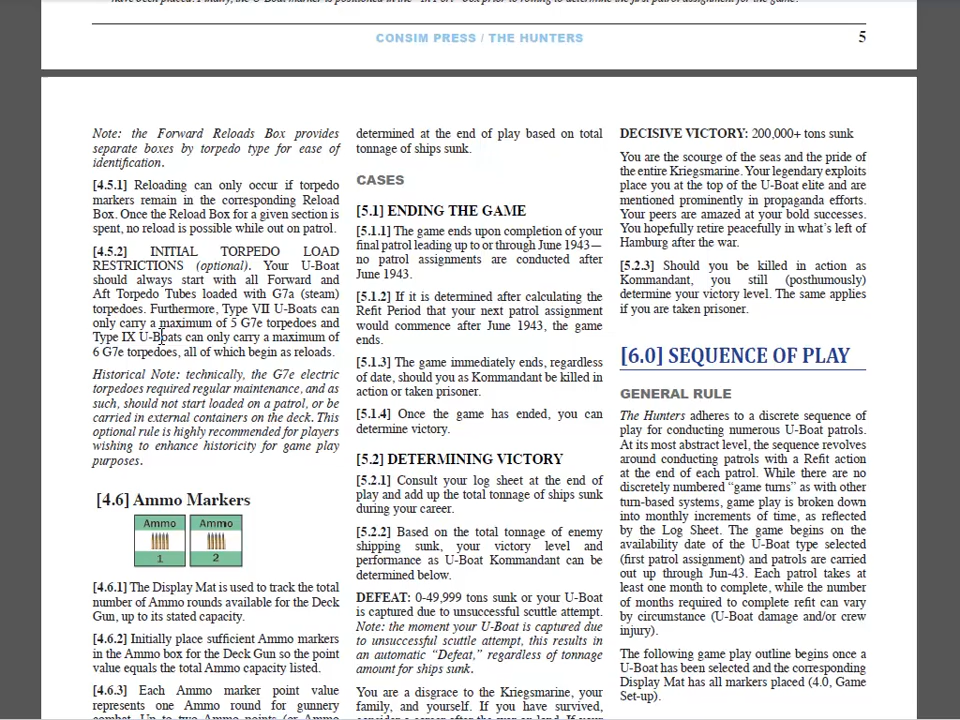 CONSIM PRESS / THE HUNTERS
5
Note: the Forward Reloads Box provides
separate boxes by torpedo type for ease of
identification.
[4.5.1] Reloading can only occur if torpedo
markers remain in the corresponding Reload
Box. Once the Reload Box for a given section is
spent, no reload is possible while out on patrol.
[4.5.2] INITIAL TORPEDO LOAD
RESTRICTIONS (optional). Your U-Boat
should always start with all Forward and
Aft Torpedo Tubes loaded with G7a (steam)
torpedoes. Furthermore, Type VII U-Boats can
only carry a maximum of 5 G7e torpedoes and
Type IX U-Boats can only carry a maximum of
6 G7e torpedoes, all of which begin as reloads.
Historical Note: technically, the G7e electric
torpedoes required regular maintenance, and as
such, should not start loaded on a patrol, or be
carried in external containers on the deck. This
optional rule is highly recommended for players
wishing to enhance historicity for game play
purposes.
[4.6] Ammo Markers
Ammo Ammo
1 2
[4.6.1] The Display Mat is used to track the total
number of Ammo rounds available for the Deck
Gun, up to its stated capacity.
[4.6.2] Initially place sufficient Ammo markers
in the Ammo box for the Deck Gun so the point
value equals the total Ammo capacity listed.
[4.6.3] Each Ammo marker point value
represents one Ammo round for gunnery
combat. Up to two Ammo points (or Ammo
determined at the end of play based on total
tonnage of ships sunk.
CASES
[5.1] ENDING THE GAME
[5.1.1] The game ends upon completion of your
final patrol leading up to or through June 1943—
no patrol assignments are conducted after
June 1943.
[5.1.2] If it is determined after calculating the
Refit Period that your next patrol assignment
would commence after June 1943, the game
ends.
[5.1.3] The game immediately ends, regardless
of date, should you as Kommandant be killed in
action or taken prisoner.
[5.1.4] Once the game has ended, you can
determine victory.
[5.2] DETERMINING VICTORY
[5.2.1] Consult your log sheet at the end of
play and add up the total tonnage of ships sunk
during your career.
[5.2.2] Based on the total tonnage of enemy
shipping sunk, your victory level and
performance as U-Boat Kommandant can be
determined below.
DEFEAT: 0-49,999 tons sunk or your U-Boat
is captured due to unsuccessful scuttle attempt.
Note: the moment your U-Boat is captured due
to unsuccessful scuttle attempt, this results in
an automatic “Defeat,” regardless of tonnage
amount for ships sunk.
You are a disgrace to the Kriegsmarine, your
family, and yourself. If you have survived,
DECISIVE VICTORY: 200,000+ tons sunk
You are the scourge of the seas and the pride of
the entire Kriegsmarine. Your legendary exploits
place you at the top of the U-Boat elite and are
mentioned prominently in propaganda efforts.
Your peers are amazed at your bold successes.
You hopefully retire peacefully in what’s left of
Hamburg after the war.
[5.2.3] Should you be killed in action as
Kommandant, you still (posthumously)
determine your victory level. The same applies
if you are taken prisoner.
[6.0] SEQUENCE OF PLAY
GENERAL RULE
The Hunters adheres to a discrete sequence of
play for conducting numerous U-Boat patrols.
At its most abstract level, the sequence revolves
around conducting patrols with a Refit action
at the end of each patrol. While there are no
discretely numbered “game turns” as with other
turn-based systems, game play is broken down
into monthly increments of time, as reflected
by the Log Sheet. The game begins on the
availability date of the U-Boat type selected
(first patrol assignment) and patrols are carried
out up through Jun-43. Each patrol takes at
least one month to complete, while the number
of months required to complete refit can vary
by circumstance (U-Boat damage and/or crew
injury).
The following game play outline begins once a
U-Boat has been selected and the corresponding
Display Mat has all markers placed (4.0, Game
Set-up).